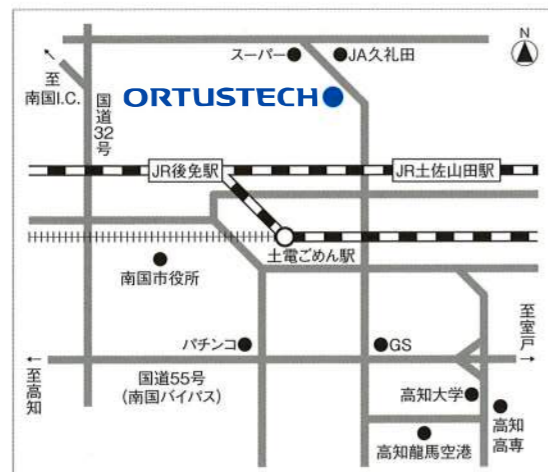 N
スーパー
JA久礼田
至
南国I.C.
国道32号
ORTUSTECH
JR後免駅
JR土佐山田駅
土電ごめん駅
南国市役所
至室戸
パチンコ
GS
至高知
国道55号
(南国バイパス)
高知大学
高知高専
高知龍馬空港